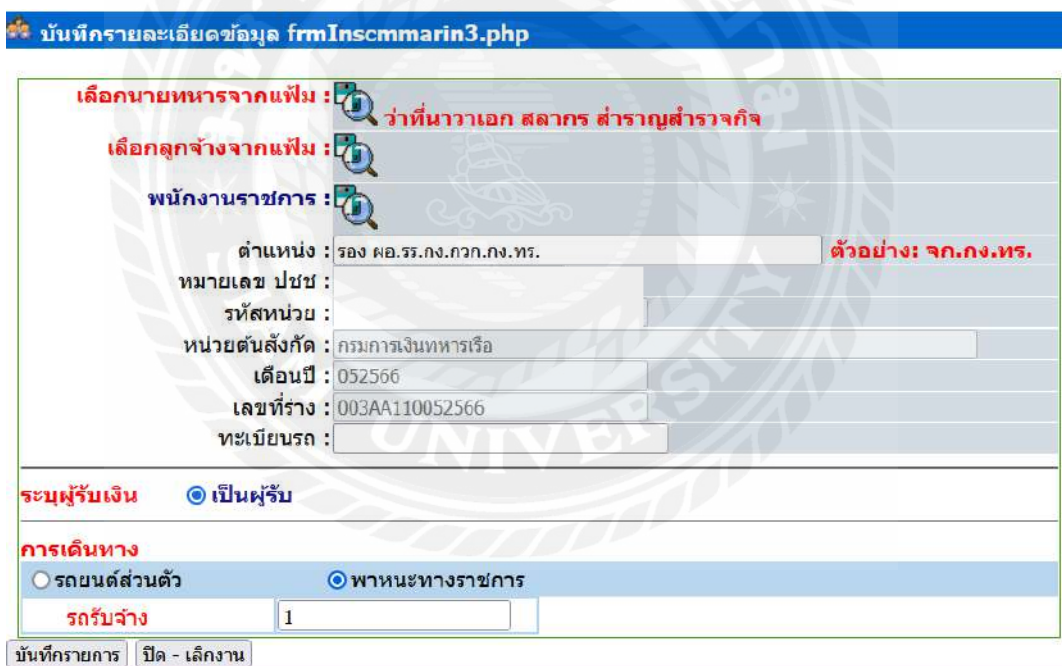 บันทึกรายละเอียดข้อมูล frmInscmmarin3.php
เลือกนายทหารจากแฟ้ม : ว่าที่นาวาเอก สลากร สำราญสำรวจกิจ
เลือกลูกจ้างจากแฟ้ม :
พนักงานราชการ :
ตำแหน่ง : รอง ผอ.รร.กง.กวก.กง.ทร. ตัวอย่าง: จก.กง.ทร.
หมายเลข ปชช :
รหัสหน่วย :
หน่วยต้นสังกัด : กรมการเงินทหารเรือ
เดือนปี : 052566
เลขที่ร่าง : 003AA110052566
ทะเบียนรถ :
ระบุผู้รับเงิน เป็นผู้รับ
การเดินทาง
รถยนต์ส่วนตัว พาหนะทางราชการ
รถรับจ้าง 1
บันทึกรายการ ปิด - เลิกงาน
UNIVERSITY